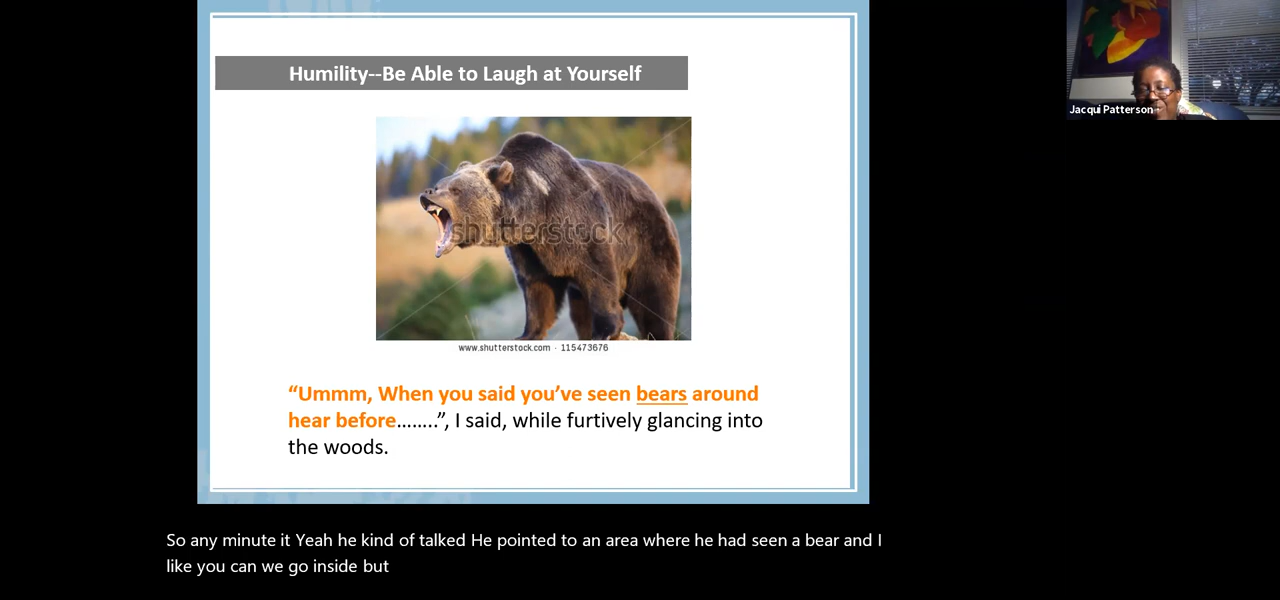 Humility--Be Able to Laugh at Yourself
Jacqui Patterson
shutterstock
www.shutterstock.com · 115473676
“Ummm, When you said you’ve seen bears around
hear before........”, I said, while furtively glancing into
the woods.
So any minute it Yeah he kind of talked He pointed to an area where he had seen a bear and I
like you can we go inside but